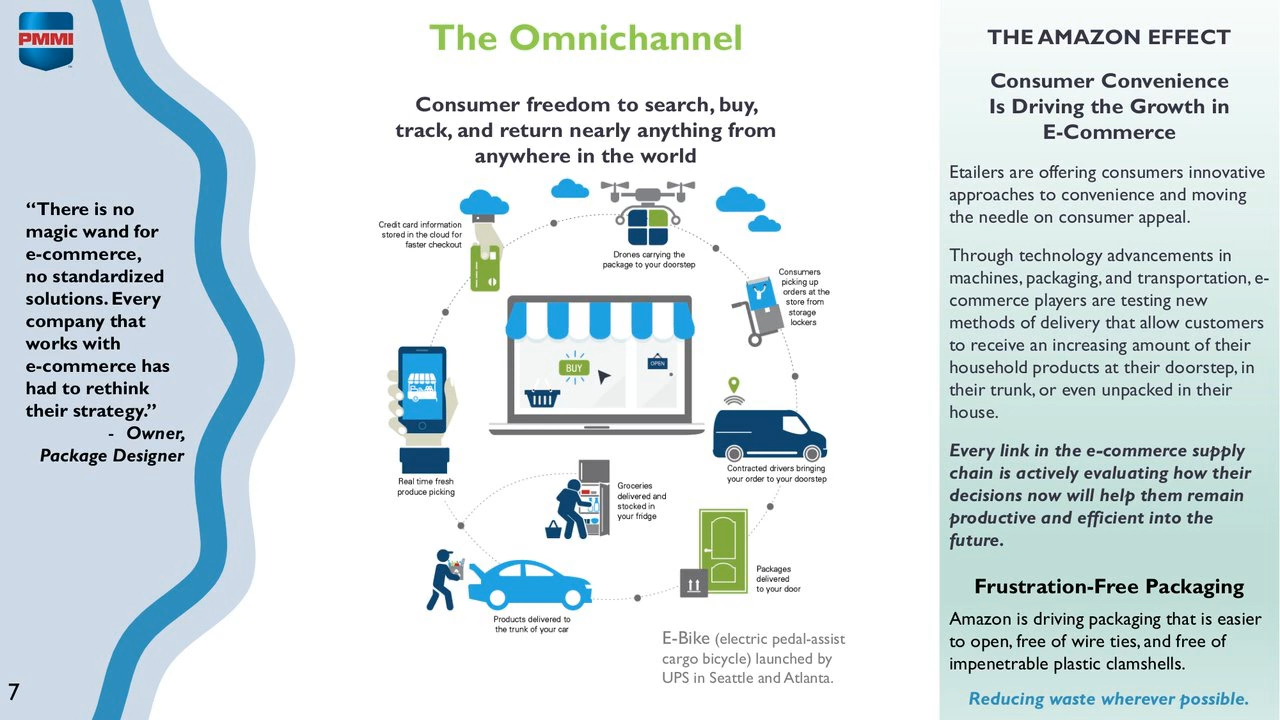 PMMI
“There is no
magic wand for
e-commerce,
no standardized
solutions. Every
company that
works with
e-commerce has
had to rethink
their strategy.”
- Owner,
Package Designer
7
The Omnichannel
Consumer freedom to search, buy,
track, and return nearly anything from
anywhere in the world
Credit card information
stored in the cloud for
faster checkout
Drones carrying the
package to your doorstep
Consumers
picking up
orders at the
store from
storage
lockers
BUY
OPEN
Real time fresh
produce picking
Contracted drivers bringing
your order to your doorstep
Groceries
delivered and
stocked in
your fridge
Packages
delivered
to your door
Products delivered to
the trunk of your car
E-Bike (electric pedal-assist
cargo bicycle) launched by
UPS in Seattle and Atlanta.
THE AMAZON EFFECT
Consumer Convenience
Is Driving the Growth in
E-Commerce
Etailers are offering consumers innovative
approaches to convenience and moving
the needle on consumer appeal.
Through technology advancements in
machines, packaging, and transportation, e-
commerce players are testing new
methods of delivery that allow customers
to receive an increasing amount of their
household products at their doorstep, in
their trunk, or even unpacked in their
house.
Every link in the e-commerce supply
chain is actively evaluating how their
decisions now will help them remain
productive and efficient into the
future.
Frustration-Free Packaging
Amazon is driving packaging that is easier
to open, free of wire ties, and free of
impenetrable plastic clamshells.
Reducing waste wherever possible.